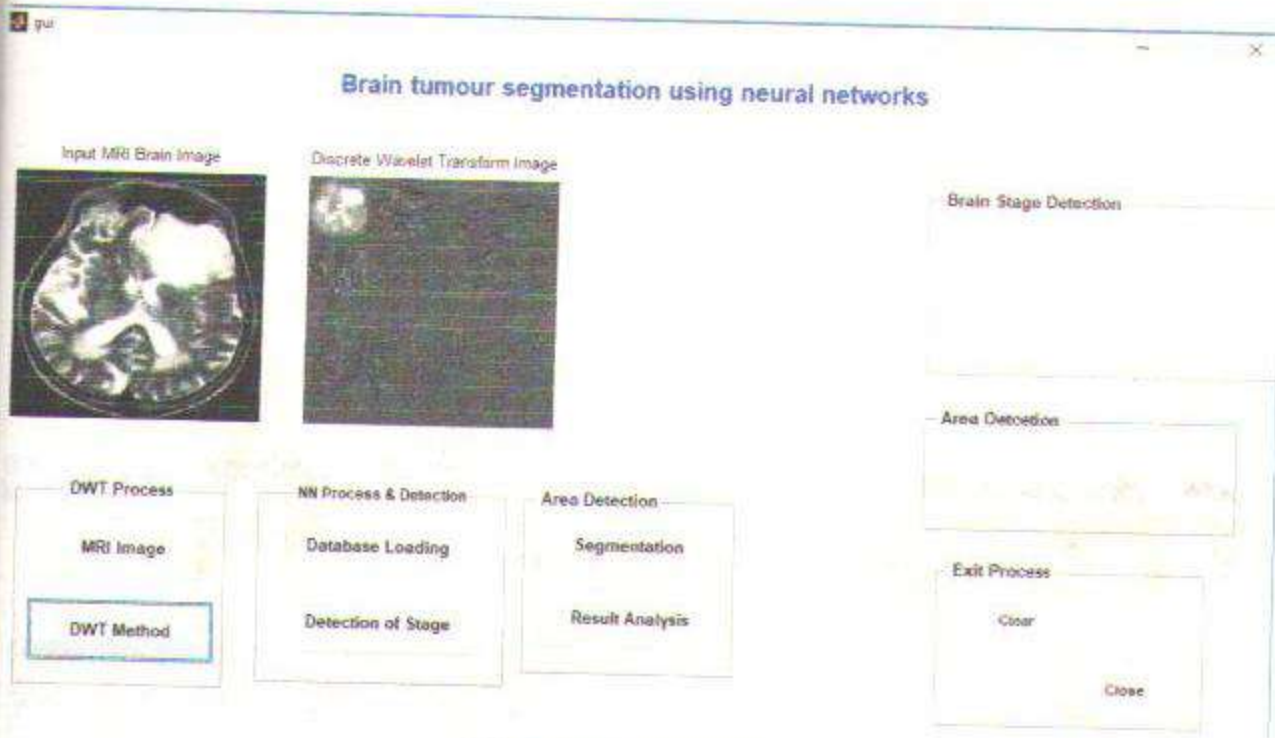 gui
Brain tumour segmentation using neural networks
Input MRI Brain Image
Discrete Wavelet Transform Image
Brain Stage Detection
Area Detcetion
DWT Process
NN Process & Detection
Area Detection
MRI Image
Database Loading
Segmentation
Exit Process
DWT Method
Detection of Stage
Result Analysis
Clear
Close